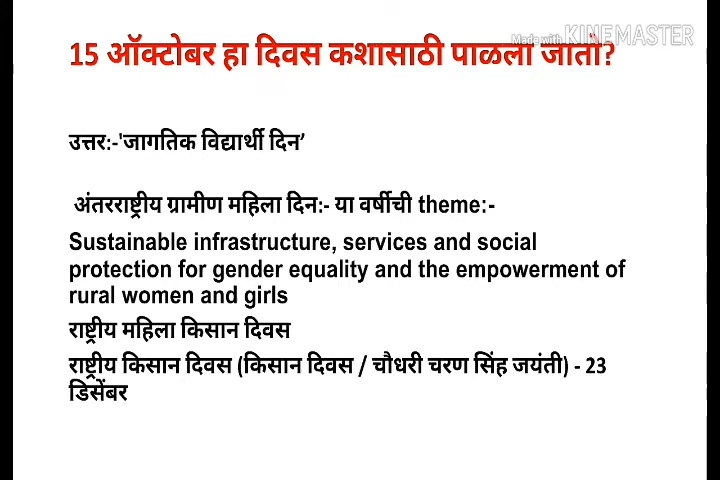 Made with KINEMASTER
15 ऑक्टोबर हा दिवस कशासाठी पाळला जातो?
उत्तर:-'जागतिक विद्यार्थी दिन’
अंतरराष्ट्रीय ग्रामीण महिला दिन:- या वर्षीची theme:-
Sustainable infrastructure, services and social
protection for gender equality and the empowerment of
rural women and girls
राष्ट्रीय महिला किसान दिवस
राष्ट्रीय किसान दिवस (किसान दिवस / चौधरी चरण सिंह जयंती) - 23
डिसेंबर